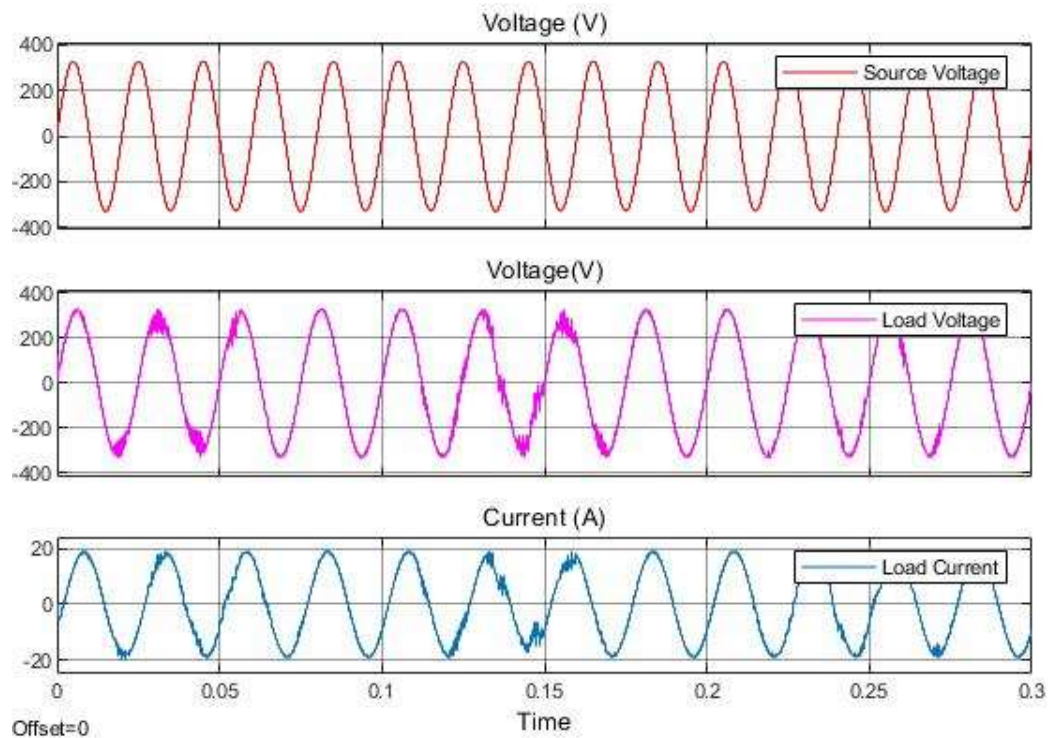 Voltage (V)
400
200
0
-200
-400
Source Voltage
Voltage(V)
400
200
0
-200
-400
Load Voltage
Current (A)
20
0
-20
Load Current
0 0.05 0.1 0.15 0.2 0.25 0.3
Time
Offset=0